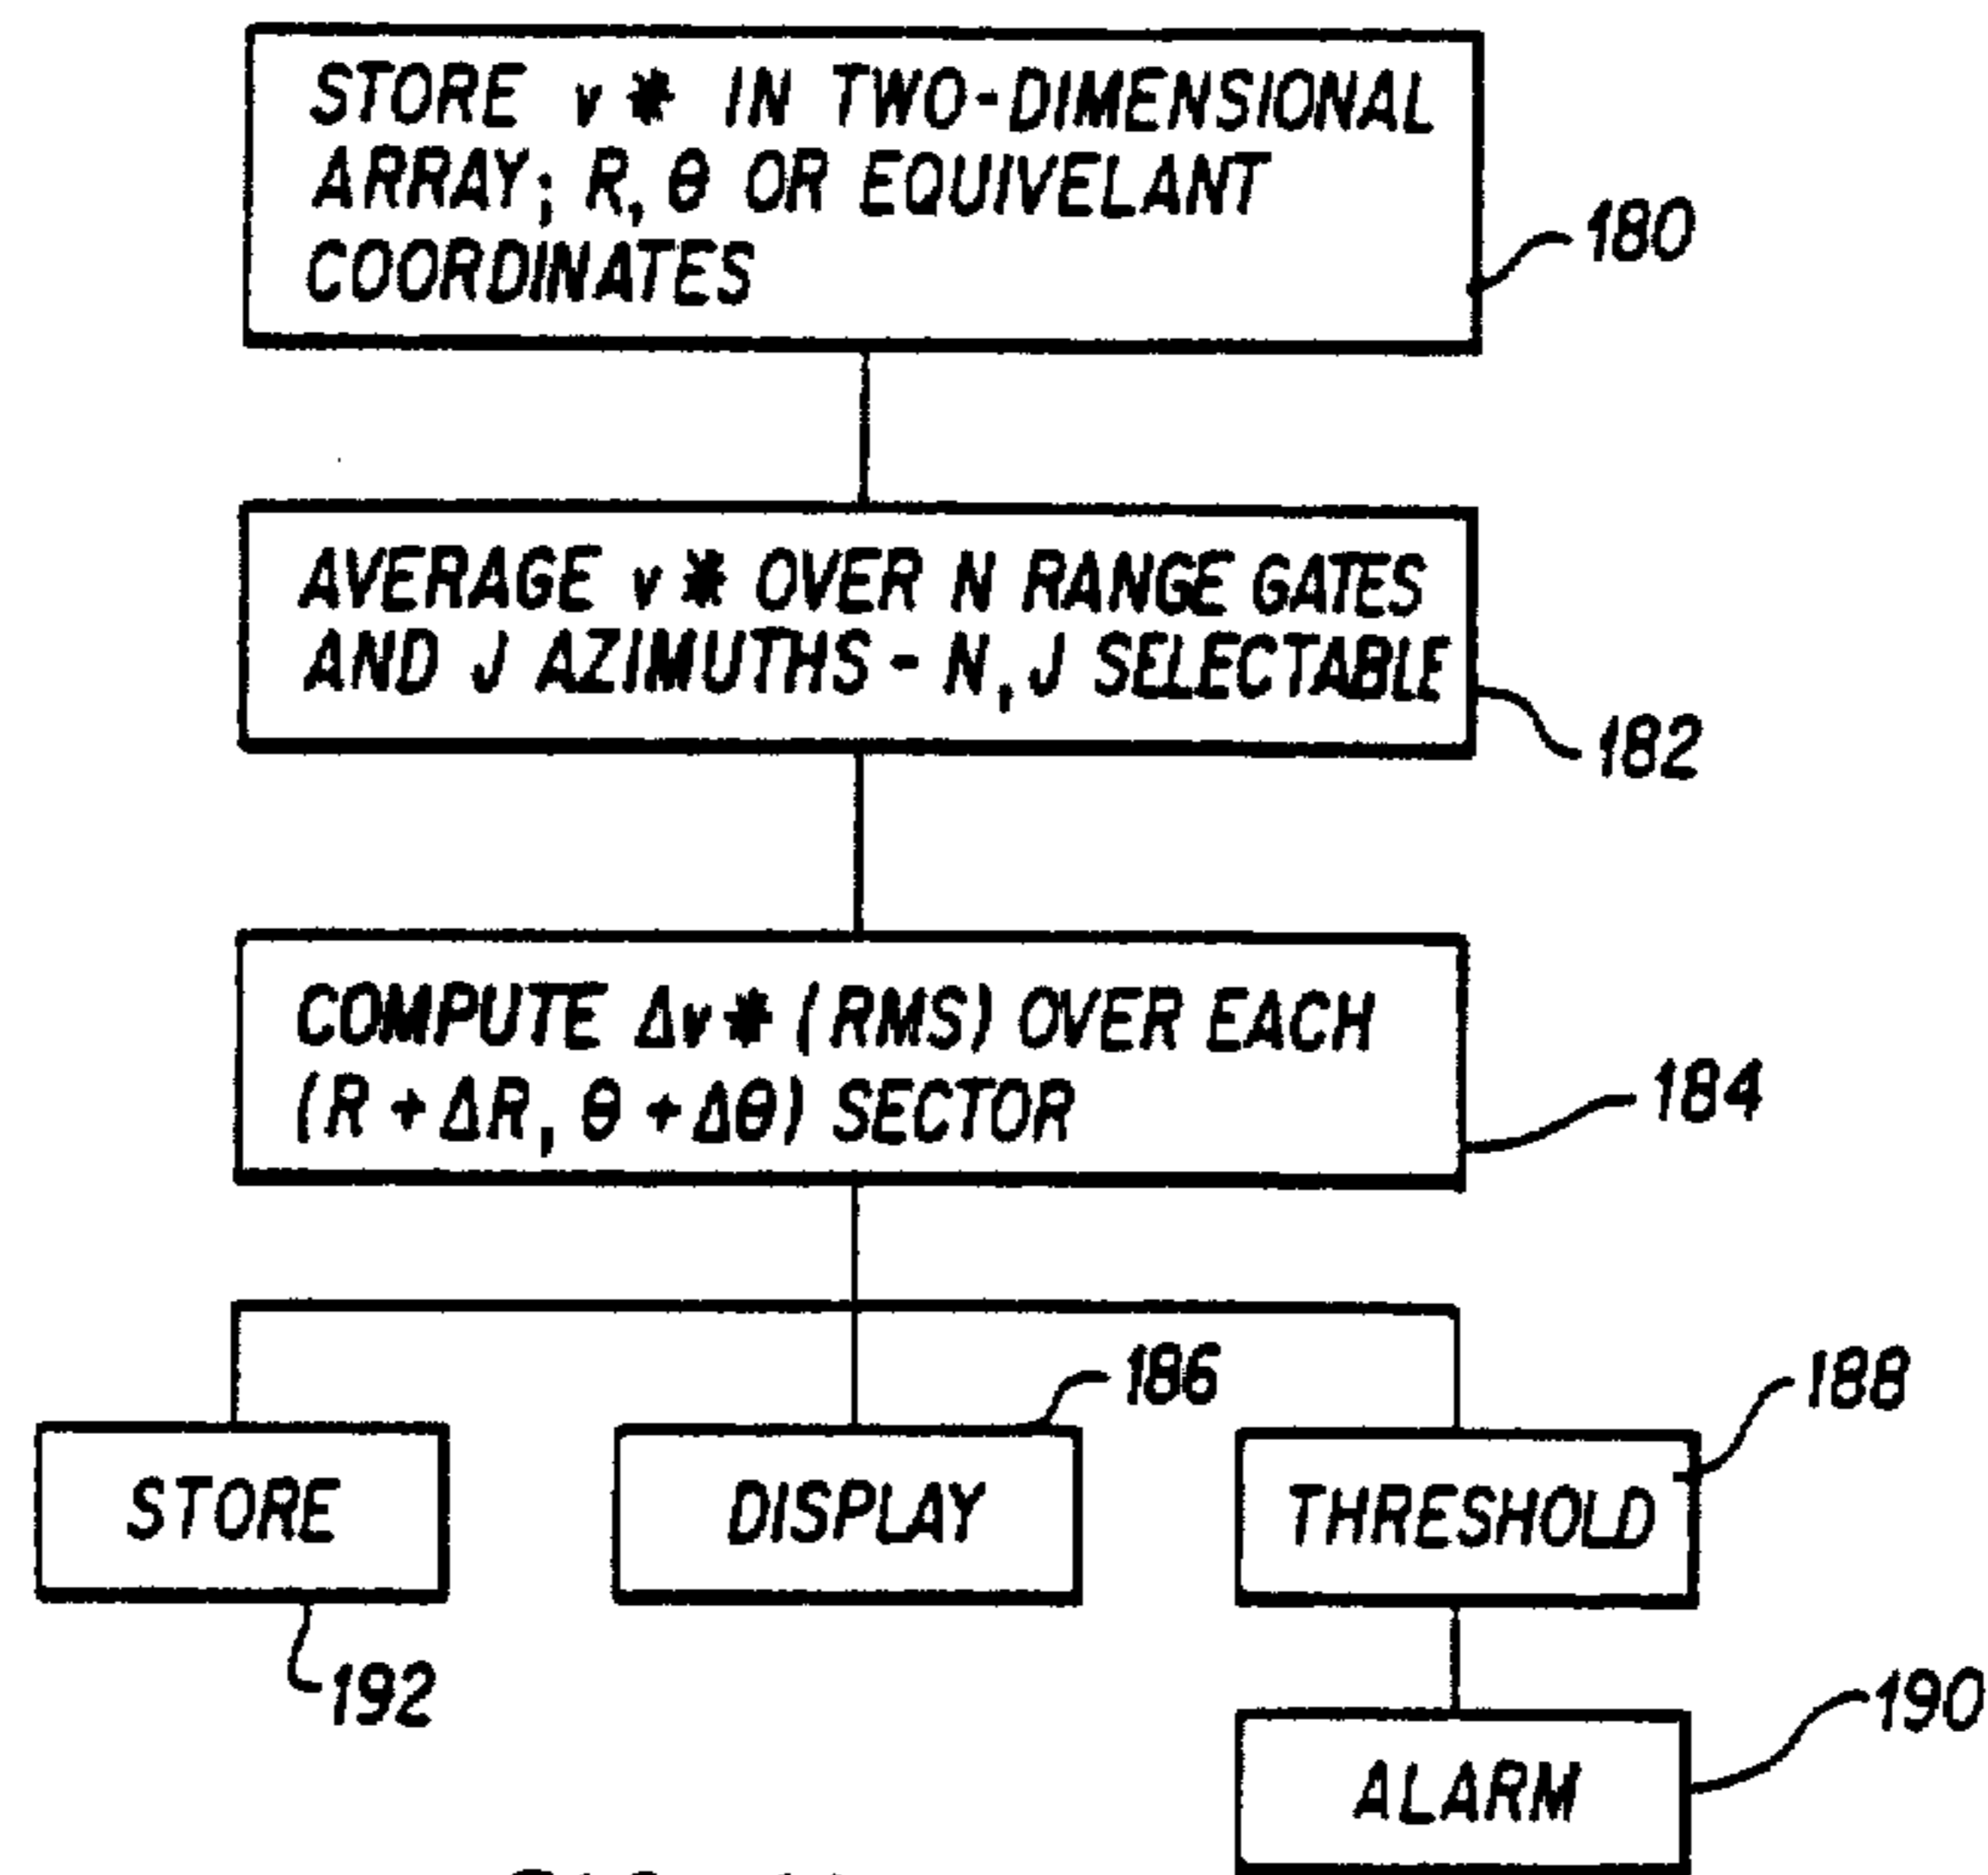 STORE v* IN TWO-DIMENSIONAL
ARRAY; R, θ OR EQUIVELANT
COORDINATES
180
AVERAGE v* OVER N RANGE GATES
AND J AZIMUTHS - N, J SELECTABLE
182
COMPUTE Δv* (RMS) OVER EACH
(R + ΔR, θ + Δθ) SECTOR
184
186
188
STORE
DISPLAY
THRESHOLD
192
190
ALARM